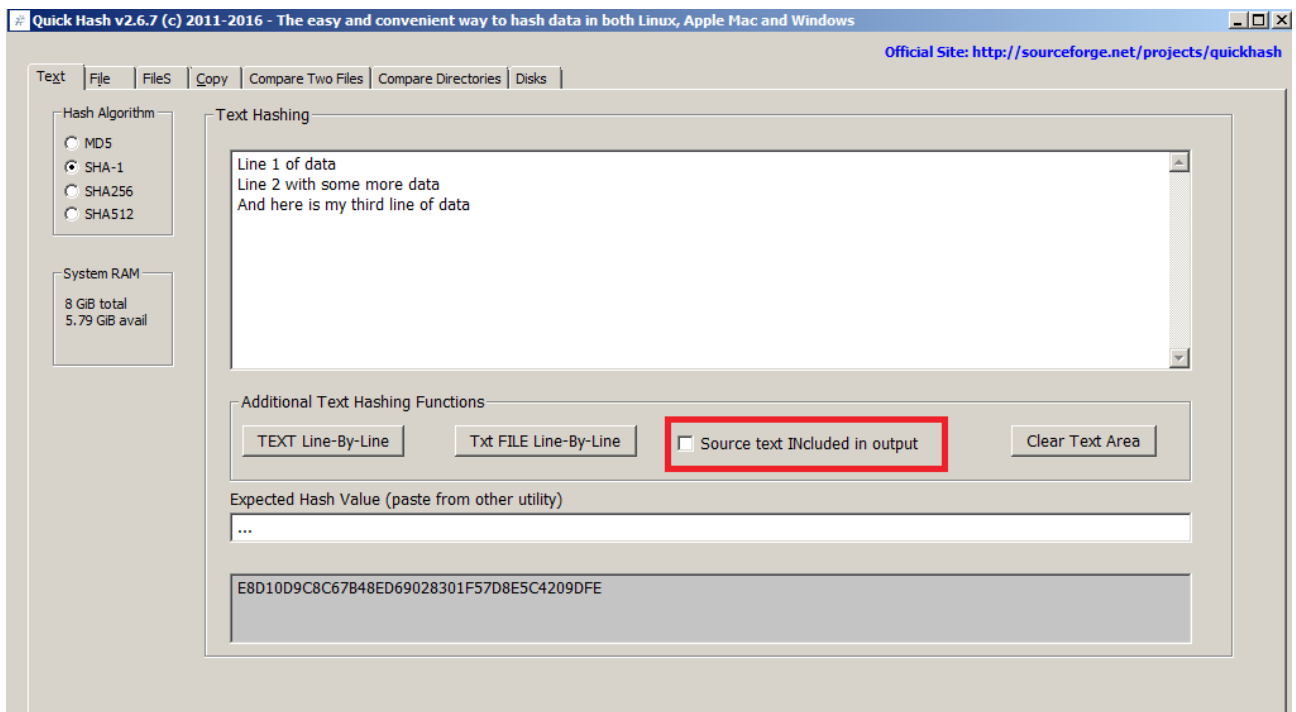 # Quick Hash v2.6.7 (c) 2011-2016 - The easy and convenient way to hash data in both Linux, Apple Mac and Windows
Official Site: http://sourceforge.net/projects/quickhash
Text File FileS Copy Compare Two Files Compare Directories Disks
Hash Algorithm
MD5
SHA-1
SHA256
SHA512
System RAM
8 GiB total
5.79 GiB avail
Text Hashing
Line 1 of data
Line 2 with some more data
And here is my third line of data
Additional Text Hashing Functions
TEXT Line-By-Line Txt FILE Line-By-Line Source text INcluded in output Clear Text Area
Expected Hash Value (paste from other utility)
...
E8D10D9C8C67B48ED69028301F57D8E5C4209DFE